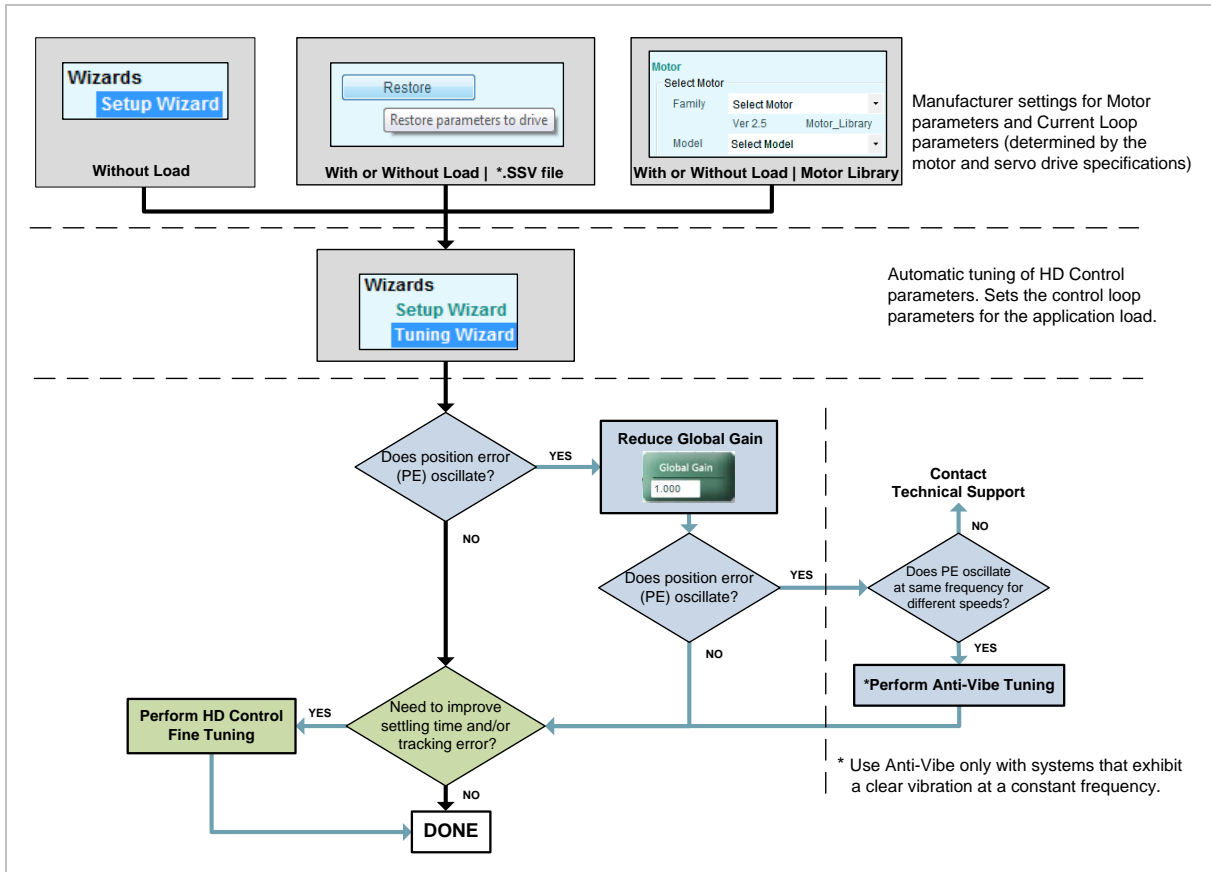 Wizards
Setup Wizard
Without Load
Restore
Restore parameters to drive
With or Without Load | *.SSV file
Motor
Select Motor
Family Select Motor
Ver 2.5 Motor_Library
Model Select Model
With or Without Load | Motor Library
Manufacturer settings for Motor
parameters and Current Loop
parameters (determined by the
motor and servo drive specifications)
Wizards
Setup Wizard
Tuning Wizard
Automatic tuning of HD Control
parameters. Sets the control loop
parameters for the application load.
Does position error
(PE) oscillate?
YES
NO
Reduce Global Gain
Global Gain
1.000
Does position error
(PE) oscillate?
YES
NO
Contact
Technical Support
NO
Does PE oscillate
at same frequency for
different speeds?
YES
*Perform Anti-Vibe Tuning
Need to improve
settling time and/or
tracking error?
YES
NO
Perform HD Control
Fine Tuning
DONE
* Use Anti-Vibe only with systems that exhibit
a clear vibration at a constant frequency.